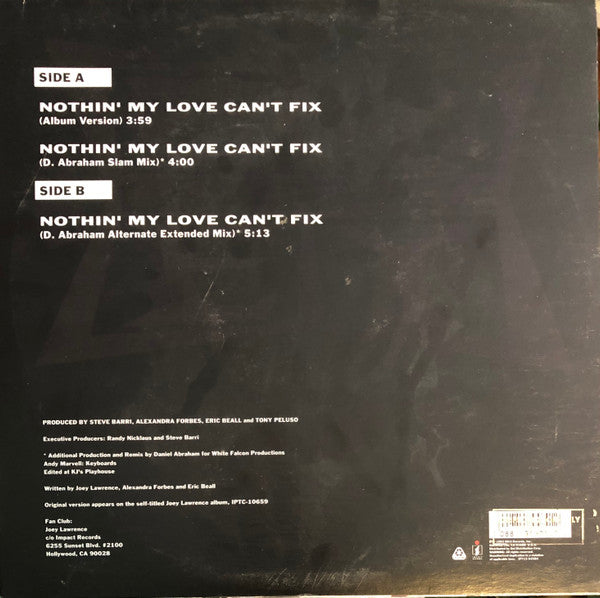 SIDE A
NOTHIN' MY LOVE CAN'T FIX
(Album Version) 3:59
NOTHIN' MY LOVE CAN'T FIX
(D. Abraham Slam Mix)* 4:00
SIDE B
NOTHIN' MY LOVE CAN'T FIX
(D. Abraham Alternate Extended Mix)* 5:13
PRODUCED BY STEVE BARRI, ALEXANDRA FORBES, ERIC BEALL and TONY PELUSO
Executive Producers: Randy Nicklaus and Steve Barri
* Additional Production and Remix by Daniel Abraham for White Falcon Productions
Andy Marvell: Keyboards
Edited at KJ's Playhouse
Written by Joey Lawrence, Alexandra Forbes and Eric Beall
Original version appears on the self-titled Joey Lawrence album, IPTC-10659
Fan Club:
Joey Lawrence
c/o Impact Records
6255 Sunset Blvd. #2100
Hollywood, CA 90028